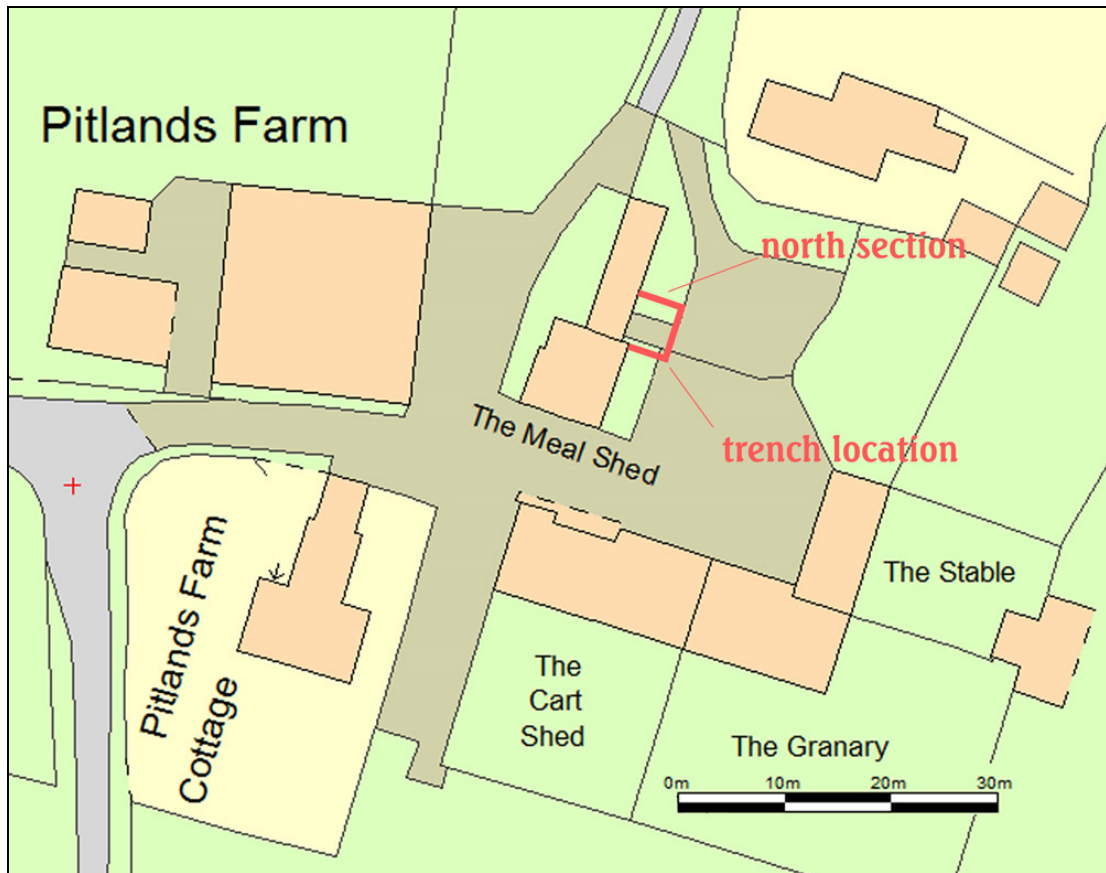 Pitlands Farm
north section
The Meal Shed
trench location
Pitlands Farm
Cottage
The Stable
The
Cart
Shed
The Granary
0m 10m 20m 30m